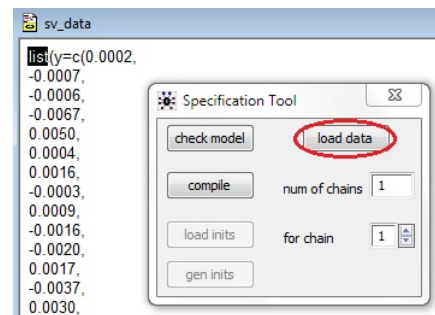 sv_data
list(y=c(0.0002,
-0.0007,
-0.0006,
-0.0067,
0.0050,
0.0004,
0.0016,
-0.0003,
0.0009,
-0.0016,
-0.0020,
0.0017,
-0.0037,
0.0030,
Specification Tool
check model load data
compile num of chains 1
load inits for chain 1
gen inits